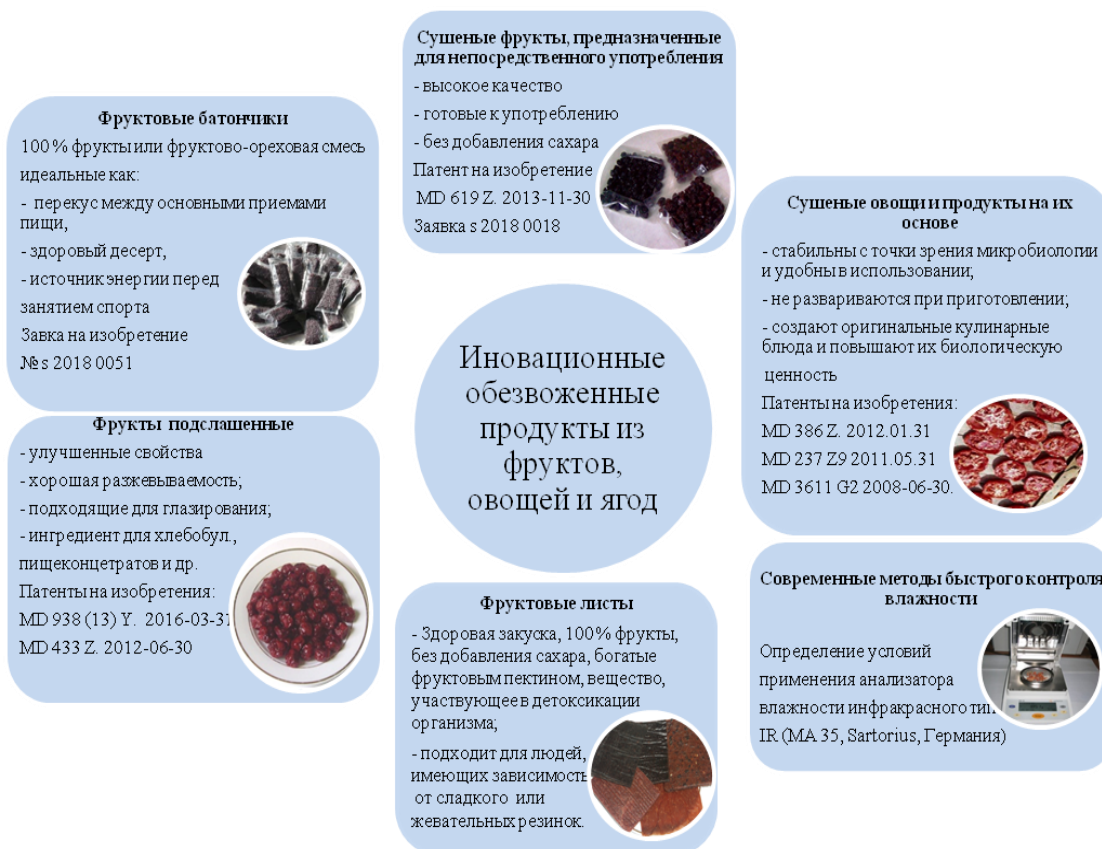 Сушеные фрукты, предназначенные
для непосредственного употребления
- высокое качество
- готовые к употреблению
- без добавления сахара
Патент на изобретение
MD 619 Z. 2013-11-30
Заявка s 2018 0018
Фруктовые батончики
100 % фрукты или фруктово-ореховая смесь
идеальные как:
- перекус между основными приемами
пищи,
- здоровый десерт,
- источник энергии перед
занятием спорта
Завка на изобретение
№ s 2018 0051
Сушеные овощи и продукты на их
основе
- стабильны с точки зрения микробиологии
и удобны в использовании;
- не развариваются при приготовлении;
- создают оригинальные кулинарные
блюда и повышают их биологическую
ценность
Патенты на изобретения:
MD 386 Z. 2012.01.31
MD 237 Z9 2011.05.31
MD 3611 G2 2008-06-30.
Иновационные
обезвоженные
продукты из
фруктов,
овощей и ягод
Фрукты подслашенные
- улучшенные свойства
- хорошая разжевываемость;
- подходящие для глазирования;
- ингредиент для хлебобул.,
пищеконцетратов и др.
Патенты на изобретения:
MD 938 (13) Y. 2016-03-31
MD 433 Z. 2012-06-30
Фруктовые листы
- Здоровая закуска, 100% фрукты,
без добавления сахара, богатые
фруктовым пектином, вещество,
участвующее в детоксикации
организма;
- подходит для людей,
имеющих зависимость
от сладкого или
жевательных резинок.
Современные методы быстрого контроля
влажности
Определение условий
применения анализатора
влажности инфракрасного тип
IR (MA 35, Sartorius, Германия)